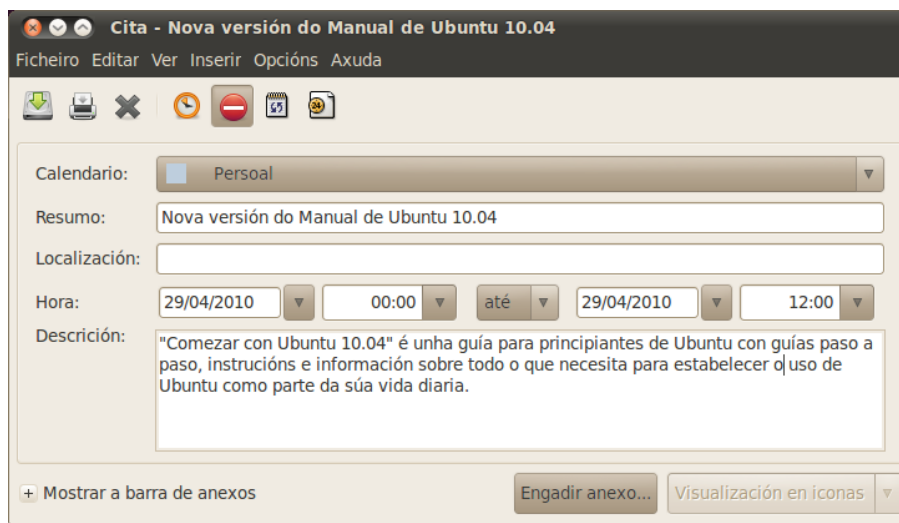 Cita - Nova versión do Manual de Ubuntu 10.04
Ficheiro Editar Ver Inserir Opcións Axuda
Calendario: Persoal
Resumo: Nova versión do Manual de Ubuntu 10.04
Localización:
Hora: 29/04/2010 00:00 até 29/04/2010 12:00
Descrición:
"Comezar con Ubuntu 10.04" é unha guía para principiantes de Ubuntu con guías paso a
paso, instrucións e información sobre todo o que necesita para estabelecer o uso de
Ubuntu como parte da súa vida diaria.
+ Mostrar a barra de anexos Engadir anexo... Visualización en iconas